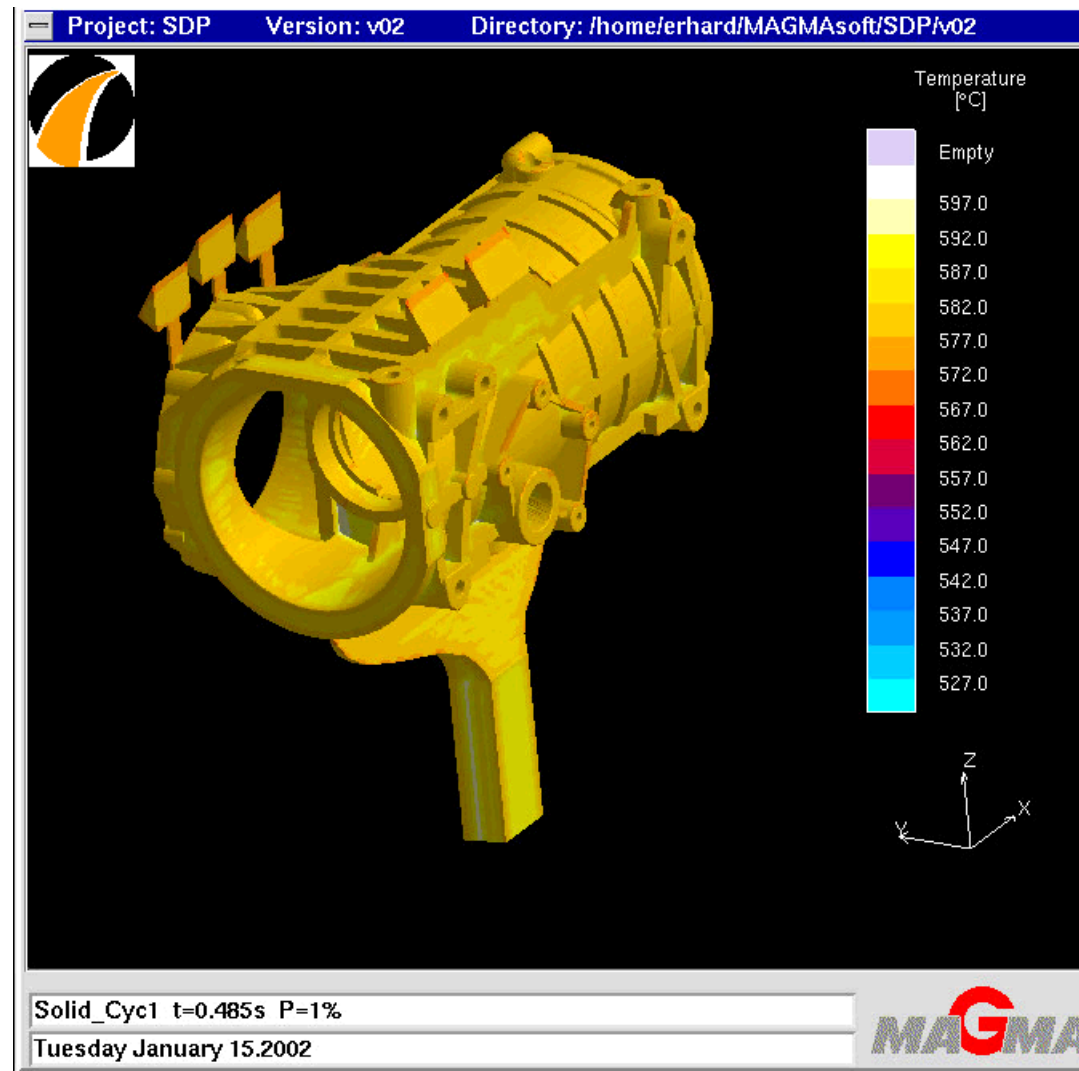 Project: SDP Version: v02 Directory: /home/erhard/MAGMAsoft/SDP/v02
Temperature
[°C]
Empty
597.0
592.0
587.0
582.0
577.0
572.0
567.0
562.0
557.0
552.0
547.0
542.0
537.0
532.0
527.0
Z
X
Y
Solid_Cyc1 t=0.485s P=1%
Tuesday January 15.2002
MAGMA